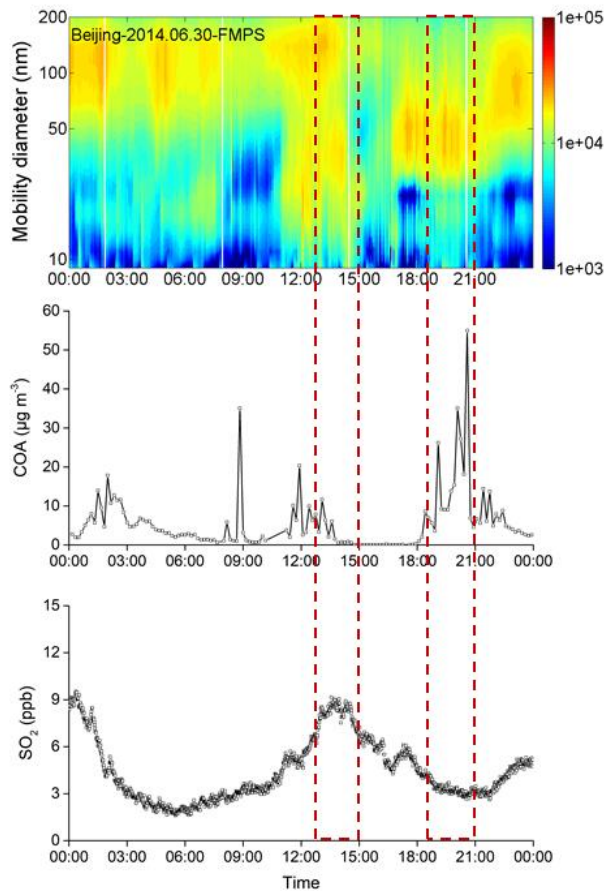 Beijing-2014.06.30-FMPS
Mobility diameter (nm)
200
100
50
20
10
1e+05
1e+04
1e+03
00:00 03:00 06:00 09:00 12:00 15:00 18:00 21:00
COA (μg m⁻³)
60
50
40
30
20
10
0
00:00 03:00 06:00 09:00 12:00 15:00 18:00 21:00 00:00
SO₂ (ppb)
15
12
9
6
3
0
00:00 03:00 06:00 09:00 12:00 15:00 18:00 21:00 00:00
Time